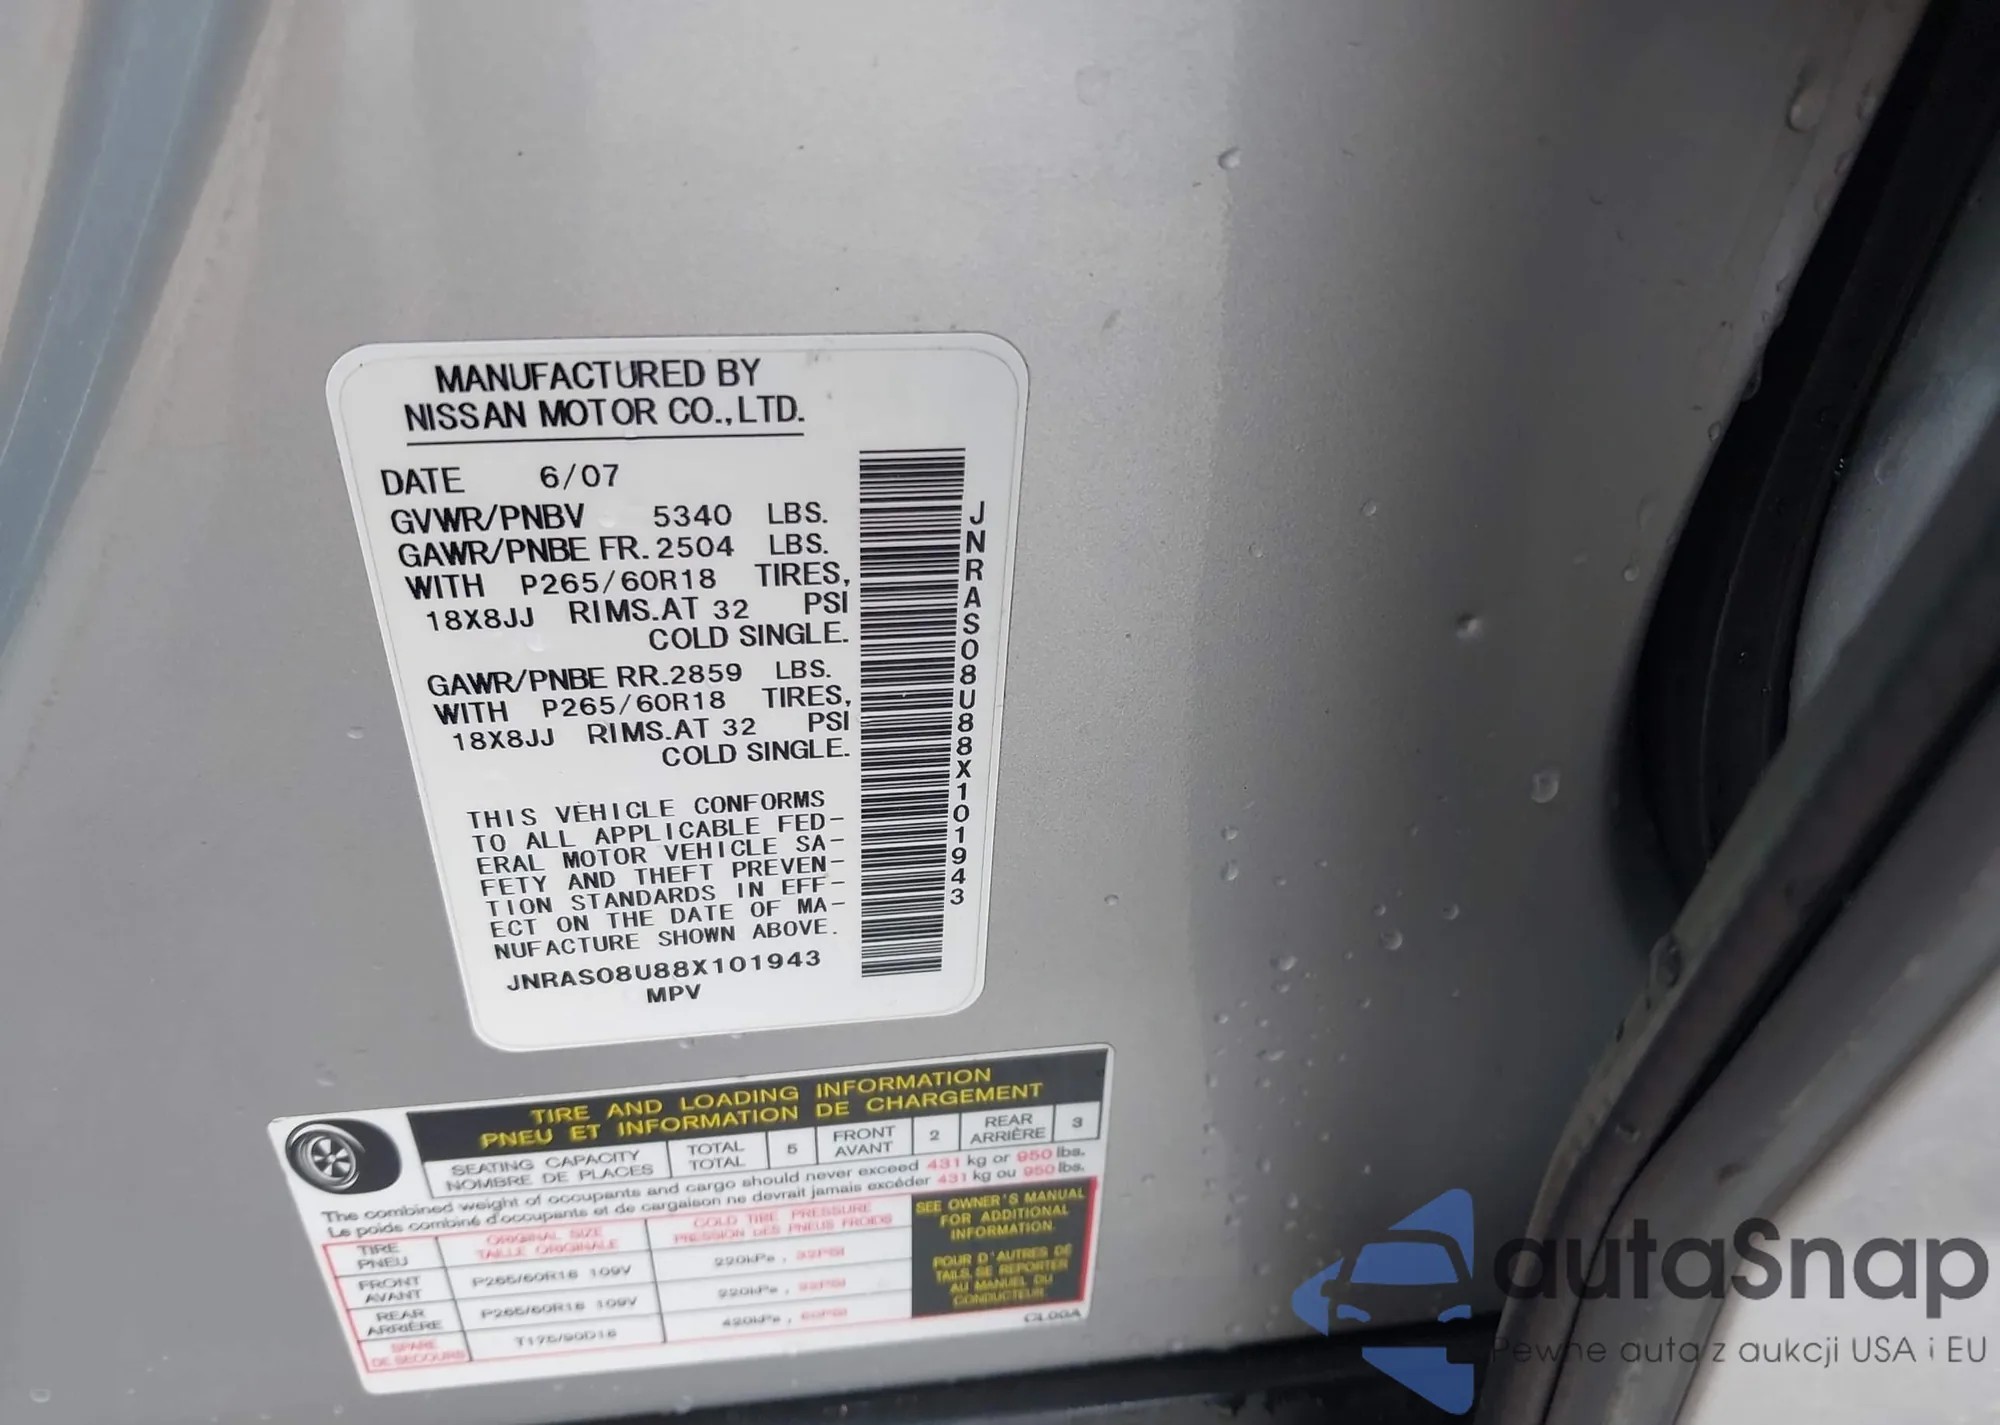 MANUFACTURED BY
NISSAN MOTOR CO.,LTD.
DATE 6/07
GVWR/PNBV 5340 LBS.
GAWR/PNBE FR. 2504 LBS.
WITH P265/60R18 TIRES,
18X8JJ RIMS.AT 32 PSI
COLD SINGLE.
GAWR/PNBE RR.2859 LBS.
WITH P265/60R18 TIRES,
18X8JJ RIMS.AT 32 PSI
COLD SINGLE.
THIS VEHICLE CONFORMS
TO ALL APPLICABLE FED-
ERAL MOTOR VEHICLE SA-
FETY AND THEFT PREVEN-
TION STANDARDS IN EFF-
ECT ON THE DATE OF MA-
NUFACTURE SHOWN ABOVE.
JNRAS08U88X101943
MPV
JNRAS08U88X101943
TIRE AND LOADING INFORMATION
PNEU ET INFORMATION DE CHARGEMENT
SEATING CAPACITY TOTAL 5 FRONT 2 REAR 3
NOMBRE DE PLACES TOTAL AVANT ARRIÈRE
The combined weight of occupants and cargo should never exceed 431 kg or 950 lbs.
Le poids combiné d'occupants et de cargaison ne devrait jamais excéder 431 kg ou 950 lbs.
TIRE ORIGINAL SIZE COLD TIRE PRESSURE
PNEU TAILLE ORIGINALE PRESSION DES PNEUS FROIDS
FRONT P265/60R18 109V 220kPa , 32PSI
AVANT
REAR P265/60R18 109V 220kPa , 32PSI
ARRIÈRE
SPARE T175/90D18 420kPa , 60PSI
DE SECOURS
SEE OWNER'S MANUAL
FOR ADDITIONAL
INFORMATION.
POUR D'AUTRES DE
TAILS, SE REPORTER
AU MANUEL DU
CONDUCTEUR.
autaSnap
Pewne auta z aukcji USA i EU